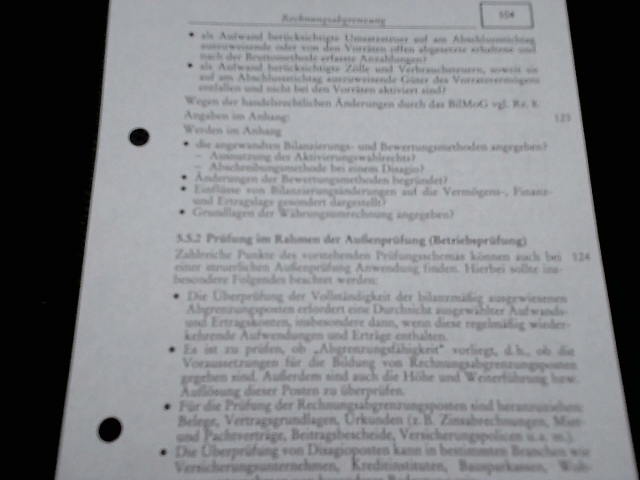 Rechnungsabgrenzung
• als Aufwand berücksichtigte Umsatzsteuer auf am Abschlussstichtag
auszuweisende oder von den Vorräten offen abgesetzte erhaltene und
nach der Bruttomethode erfasste Anzahlungen?
• als Aufwand berücksichtigte Zölle und Verbrauchsteuern, soweit sie
auf am Abschlussstichtag auszuweisende Güter des Vorratsvermögens
entfallen und nicht bei den Vorräten aktiviert sind?
Wegen der handelsrechtlichen Änderungen durch das BilMoG vgl. Rz. 8.
Angaben im Anhang: 123
Werden im Anhang
• die angewandten Bilanzierungs- und Bewertungsmethoden angegeben?
– Ausnutzung der Aktivierungswahlrechts?
– Abschreibungsmethode bei einem Disagio?
• Änderungen der Bewertungsmethoden begründet?
• Einflüsse von Bilanzierungsänderungen auf die Vermögens-, Finanz-
und Ertragslage gesondert dargestellt?
• Grundlagen der Währungsumrechnung angegeben?
5.5.2 Prüfung im Rahmen der Außenprüfung (Betriebsprüfung)
Zahlreiche Punkte des vorstehenden Prüfungsschemas können auch bei 124
einer steuerlichen Außenprüfung Anwendung finden. Hierbei sollte ins-
besondere Folgendes beachtet werden:
• Die Überprüfung der Vollständigkeit der bilanzmäßig ausgewiesenen
Abgrenzungsposten erfordert eine Durchsicht ausgewählter Aufwands-
und Ertragskonten, insbesondere dann, wenn diese regelmäßig wieder-
kehrende Aufwendungen und Erträge enthalten.
• Es ist zu prüfen, ob „Abgrenzungsfähigkeit“ vorliegt, d.h., ob die
Voraussetzungen für die Bildung von Rechnungsabgrenzungsposten
gegeben sind. Außerdem sind auch die Höhe und Weiterführung bzw.
Auflösung dieser Posten zu überprüfen.
• Für die Prüfung der Rechnungsabgrenzungsposten sind heranzuziehen:
Belege, Vertragsgrundlagen, Urkunden (z.B. Zinsabrechnungen, Miet-
und Pachtverträge, Beitragsbescheide, Versicherungspolicen u.a.m.).
• Die Überprüfung von Disagioposten kann in bestimmten Branchen wie
Versicherungsunternehmen, Kreditinstituten, Bausparkassen, Woh-